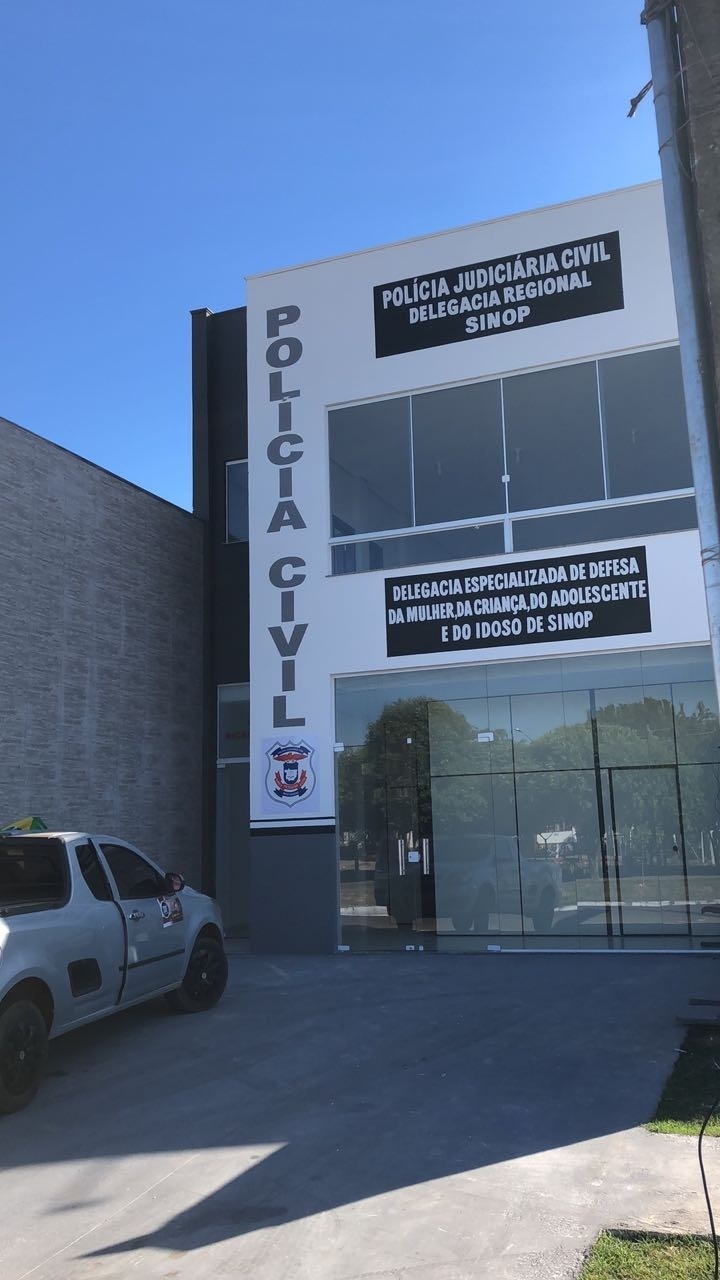 POLÍCIA JUDICIÁRIA CIVIL
DELEGACIA REGIONAL
SINOP
POLÍCIA CIVIL
DELEGACIA ESPECIALIZADA DE DEFESA
DA MULHER,DA CRIANÇA,DO ADOLESCENTE
E DO IDOSO DE SINOP